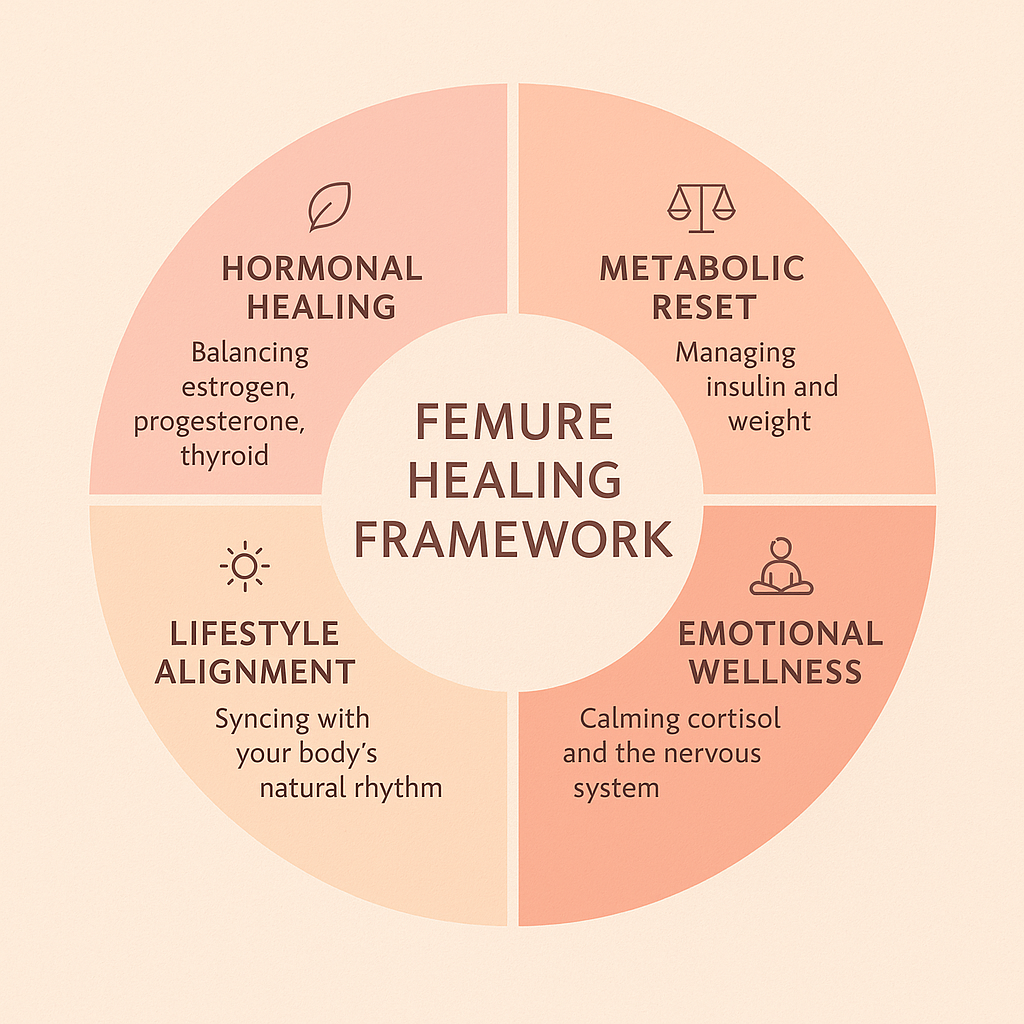 HORMONAL
HEALING
Balancing
estrogen,
progesterone,
thyroid
METABOLIC
RESET
Managing
insulin and
weight
FEMURE
HEALING
FRAMEWORK
LIFESTYLE
ALIGNMENT
Syncing with
your body's
natural rhythm
EMOTIONAL
WELLNESS
Calming cortisol
and the nervous
system